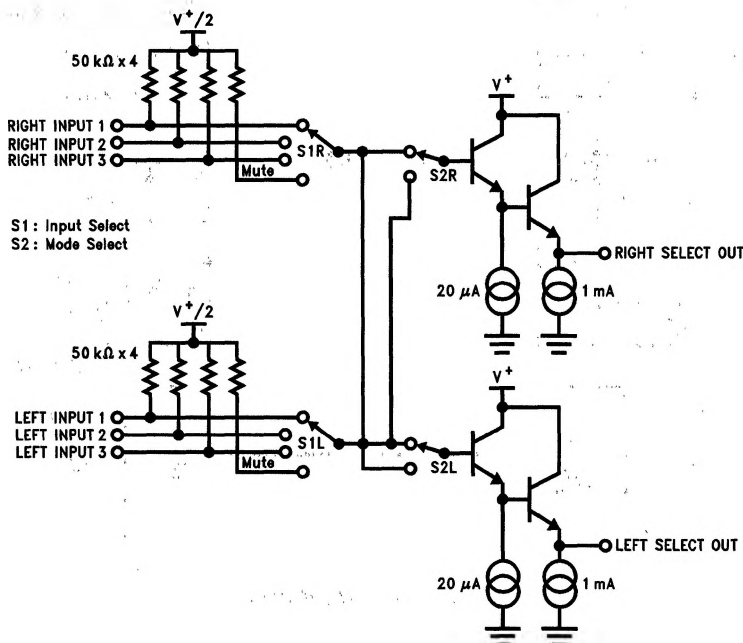 V⁺/2
50 kΩ x 4
RIGHT INPUT 1
RIGHT INPUT 2
RIGHT INPUT 3
Mute
S1R
S2R
V⁺
S1: Input Select
S2: Mode Select
20 μA
1 mA
RIGHT SELECT OUT
V⁺/2
50 kΩ x 4
LEFT INPUT 1
LEFT INPUT 2
LEFT INPUT 3
Mute
S1L
S2L
V⁺
20 μA
1 mA
LEFT SELECT OUT